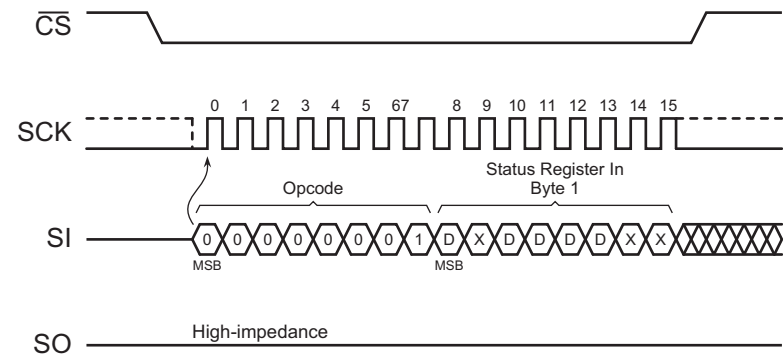 CS
0 1 2 3 4 5 67 8 9 10 11 12 13 14 15
SCK
Opcode
Status Register In
Byte 1
SI
0 0 0 0 0 0 0 1 D X D D D D X X
MSB
MSB
High-impedance
SO